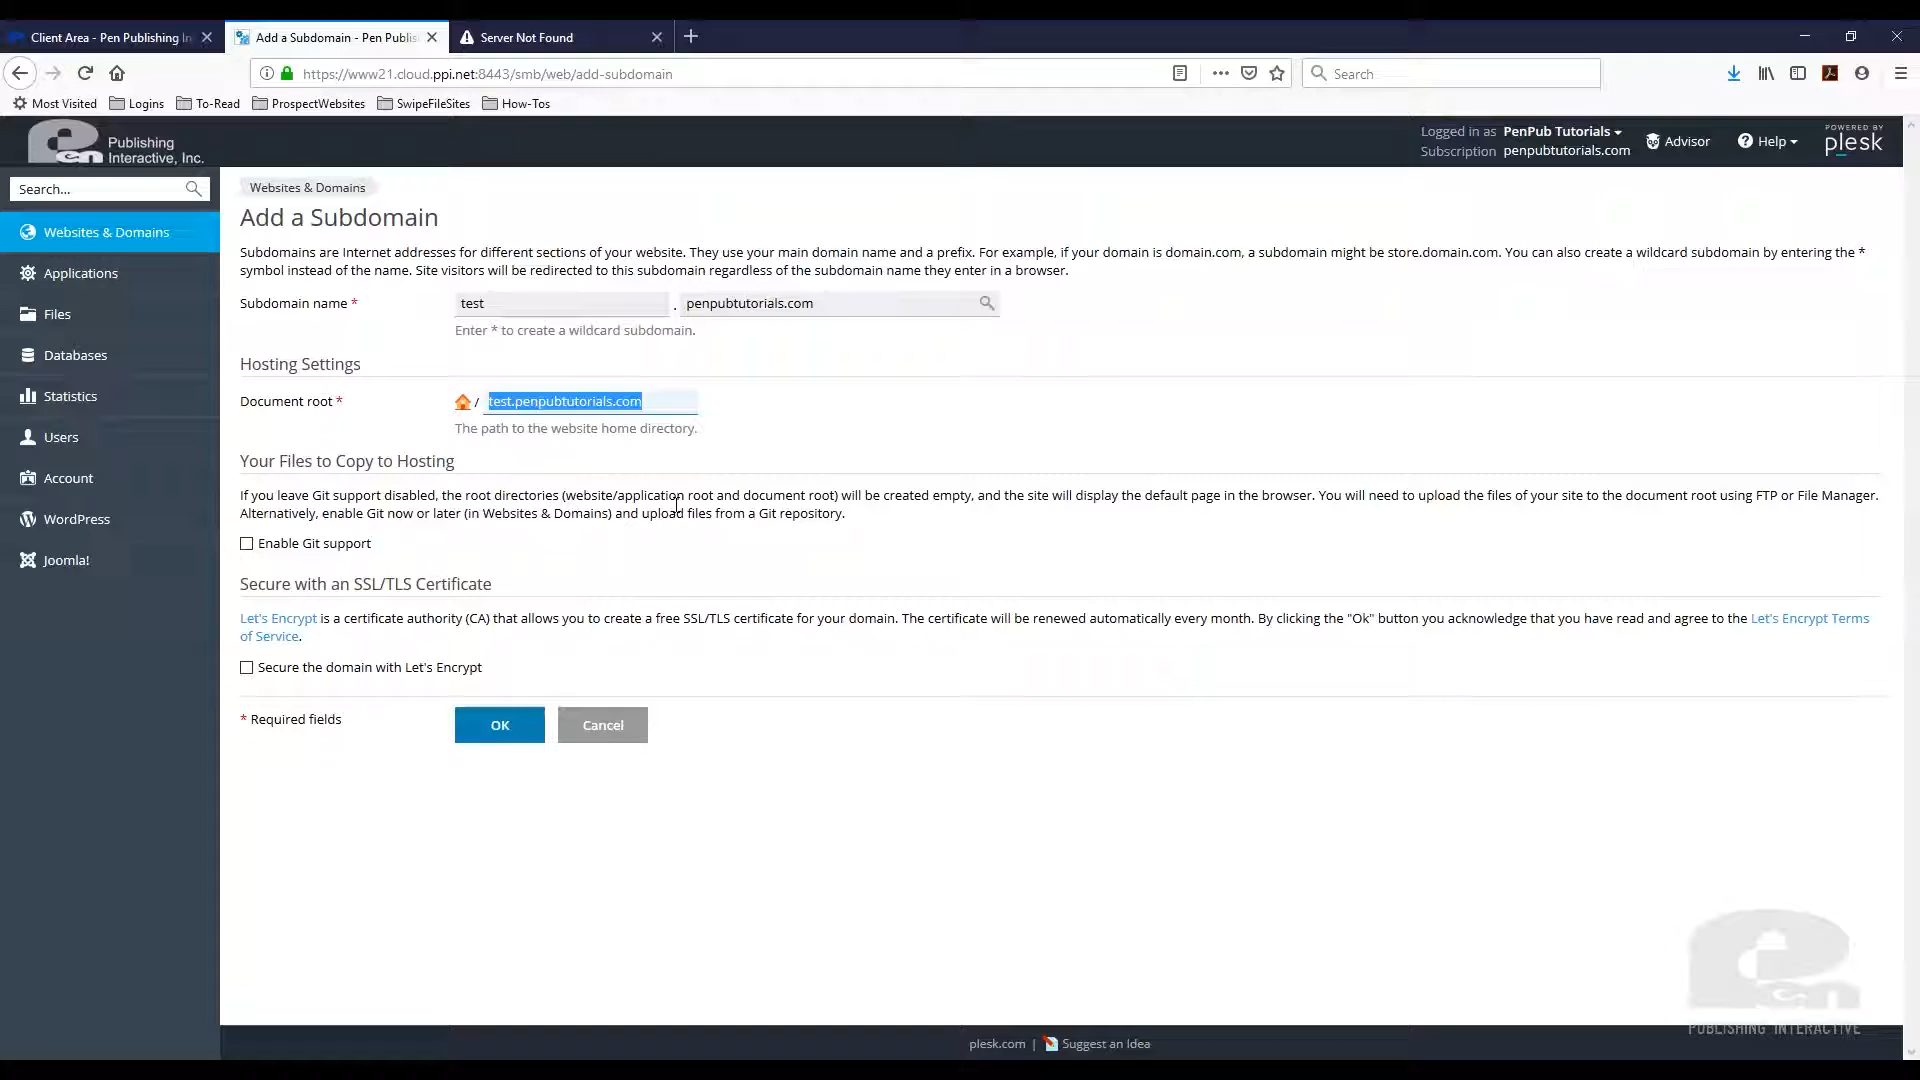 Client Area - Pen Publishing In
Add a Subdomain - Pen Publis
Server Not Found
https://www21.cloud.ppi.net:8443/smb/web/add-subdomain
Search
Most Visited Logins To-Read ProspectWebsites SwipeFileSites How-Tos
en Publishing Interactive, Inc.
Logged in as PenPub Tutorials
Subscription penpubtutorials.com
Advisor
Help
POWERED BY
plesk
Search...
Websites & Domains
Applications
Files
Databases
Statistics
Users
Account
WordPress
Joomla!
Websites & Domains
Add a Subdomain
Subdomains are Internet addresses for different sections of your website. They use your main domain name and a prefix. For example, if your domain is domain.com, a subdomain might be store.domain.com. You can also create a wildcard subdomain by entering the *
symbol instead of the name. Site visitors will be redirected to this subdomain regardless of the subdomain name they enter in a browser.
Subdomain name * test . penpubtutorials.com
Enter * to create a wildcard subdomain.
Hosting Settings
Document root * / test.penpubtutorials.com
The path to the website home directory.
Your Files to Copy to Hosting
If you leave Git support disabled, the root directories (website/application root and document root) will be created empty, and the site will display the default page in the browser. You will need to upload the files of your site to the document root using FTP or File Manager.
Alternatively, enable Git now or later (in Websites & Domains) and upload files from a Git repository.
Enable Git support
Secure with an SSL/TLS Certificate
Let's Encrypt is a certificate authority (CA) that allows you to create a free SSL/TLS certificate for your domain. The certificate will be renewed automatically every month. By clicking the "Ok" button you acknowledge that you have read and agree to the Let's Encrypt Terms
of Service.
Secure the domain with Let's Encrypt
* Required fields OK Cancel
en
PUBLISHING INTERACTIVE
plesk.com | Suggest an Idea